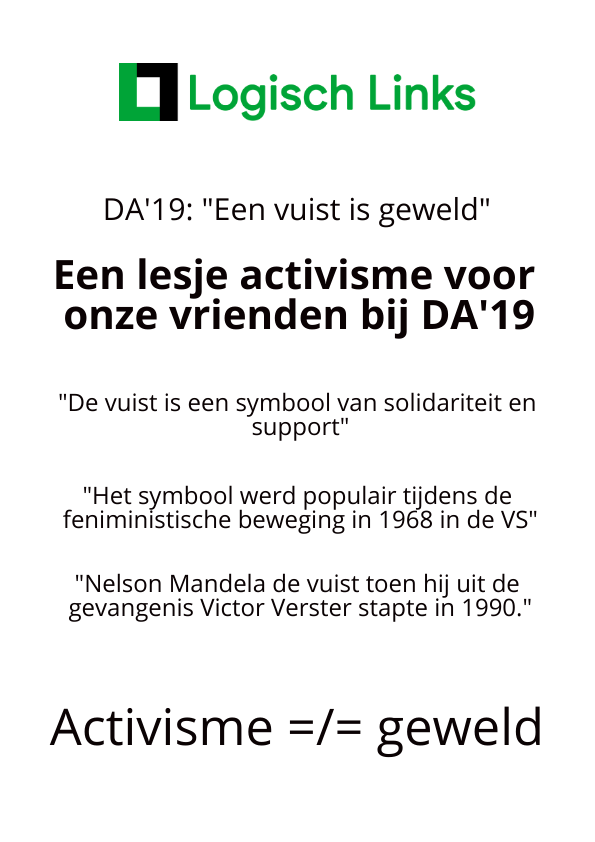 Logisch Links
DA'19: "Een vuist is geweld"
Een lesje activisme voor
onze vrienden bij DA'19
"De vuist is een symbool van solidariteit en
support"
"Het symbool werd populair tijdens de
feniministische beweging in 1968 in de VS"
"Nelson Mandela de vuist toen hij uit de
gevangenis Victor Verster stapte in 1990."
Activisme =/= geweld